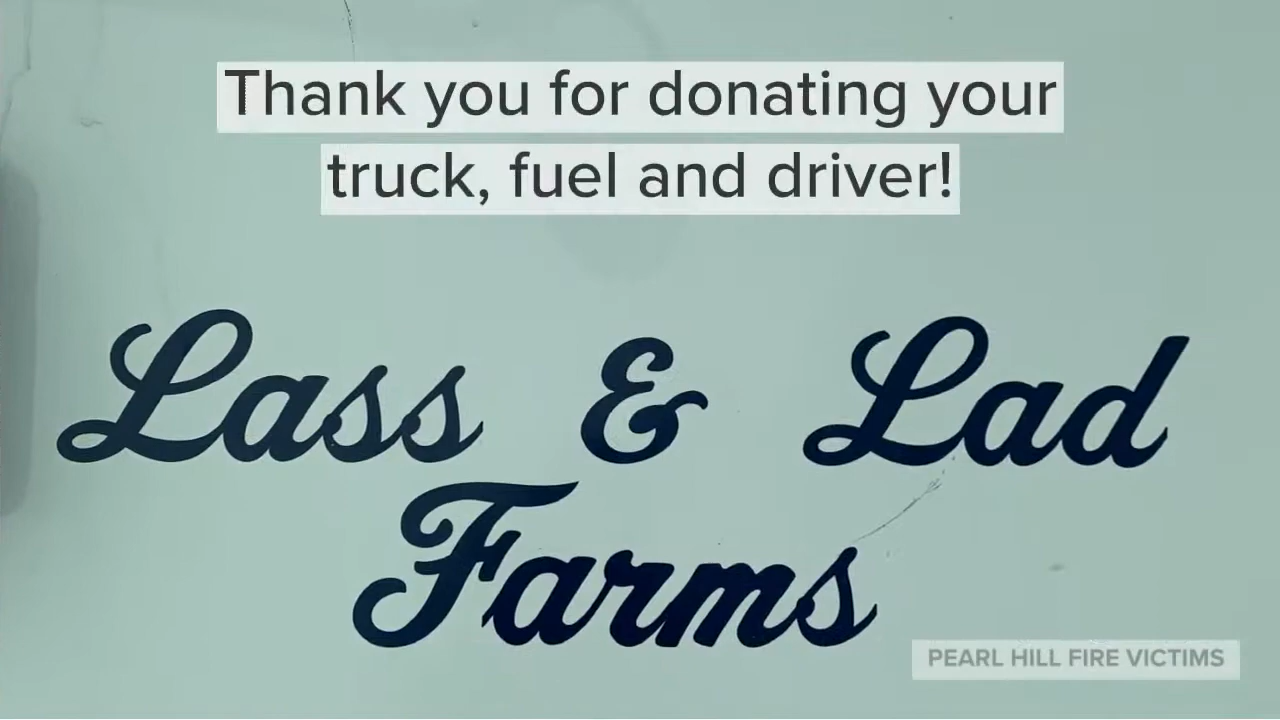 Thank you for donating your
truck, fuel and driver!
Lass & Lad
Farms
PEARL HILL FIRE VICTIMS